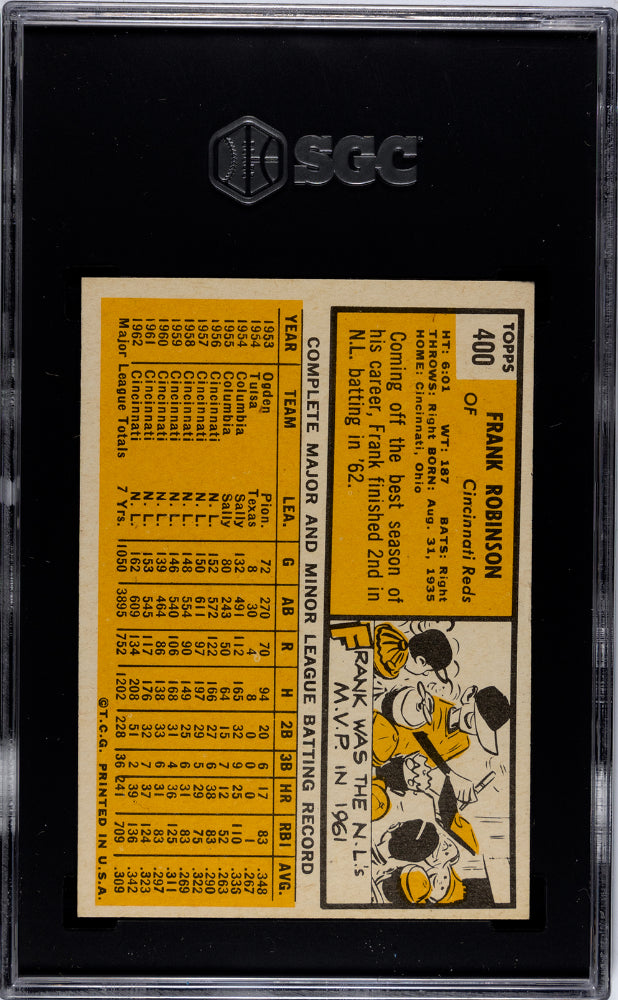 SGC
TOPPS
400
FRANK ROBINSON
OF Cincinnati Reds
HT: 6:01 WT: 187 BATS: Right
THROWS: Right BORN: Aug. 31, 1935
HOME: Cincinnati, Ohio
Coming off the best season of
his career, Frank finished 2nd in
N.L. batting in '62.
FRANK WAS THE N.L.'s
M.V.P. IN 1961
COMPLETE MAJOR AND MINOR LEAGUE BATTING RECORD
YEAR TEAM LEA. G AB R H 2B 3B HR RBI AVG.
1953 Ogden Pion. 72 270 70 94 20 6 17 83 .348
1954 Tulsa Texas 8 30 4 8 0 0 0 1 .267
1954 Columbia Sally 132 491 112 165 32 9 25 110 .336
1955 Columbia Sally 80 243 50 64 15 7 12 52 .263
1956 Cincinnati N. L. 152 572 122 166 27 6 38 83 .290
1957 Cincinnati N. L. 150 611 97 197 29 5 29 75 .322
1958 Cincinnati N. L. 148 554 90 149 25 6 31 83 .269
1959 Cincinnati N. L. 146 540 106 168 31 4 36 125 .311
1960 Cincinnati N. L. 139 464 86 138 33 6 31 83 .297
1961 Cincinnati N. L. 153 545 117 176 32 7 37 124 .323
1962 Cincinnati N. L. 162 609 134 208 51 2 39 136 .342
Major League Totals 7 Yrs. 1050 3895 752 1202 228 36 241 709 .309
©T.C.G. PRINTED IN U.S.A.